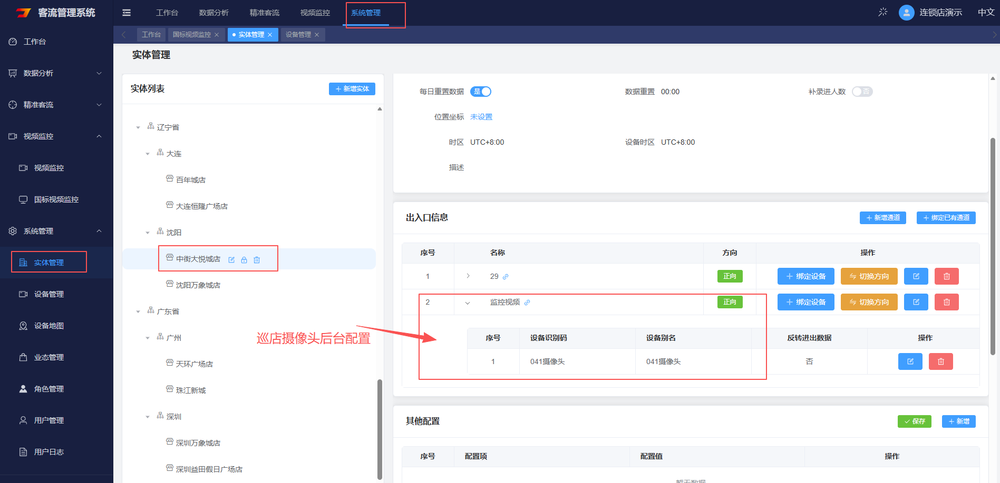 客流管理系统
工作台
数据分析
精准客流
视频监控
系统管理
连锁店演示
中文
工作台
国标视频监控
实体管理
设备管理
工作台
数据分析
精准客流
视频监控
视频监控
国标视频监控
系统管理
实体管理
设备管理
设备地图
业态管理
角色管理
用户管理
用户日志
实体管理
实体列表
新增实体
辽宁省
大连
百年城店
大连恒隆广场店
沈阳
中街大悦城店
沈阳万象城店
广东省
广州
天环广场店
珠江新城
深圳
深圳万象城店
深圳益田假日广场店
巡店摄像头后台配置
每日重置数据 是
数据重置 00:00
补录进人数 否
位置坐标 未设置
时区 UTC+8:00
设备时区 UTC+8:00
描述
出入口信息
新增通道
绑定已有通道
序号 名称 方向 操作
1 29 正向 绑定设备 切换方向
2 监控视频 正向 绑定设备 切换方向
序号 设备识别码 设备别名 反转进出数据 操作
1 041摄像头 041摄像头 否
其他配置
保存
新增
序号 配置项 配置值 操作
暂无数据